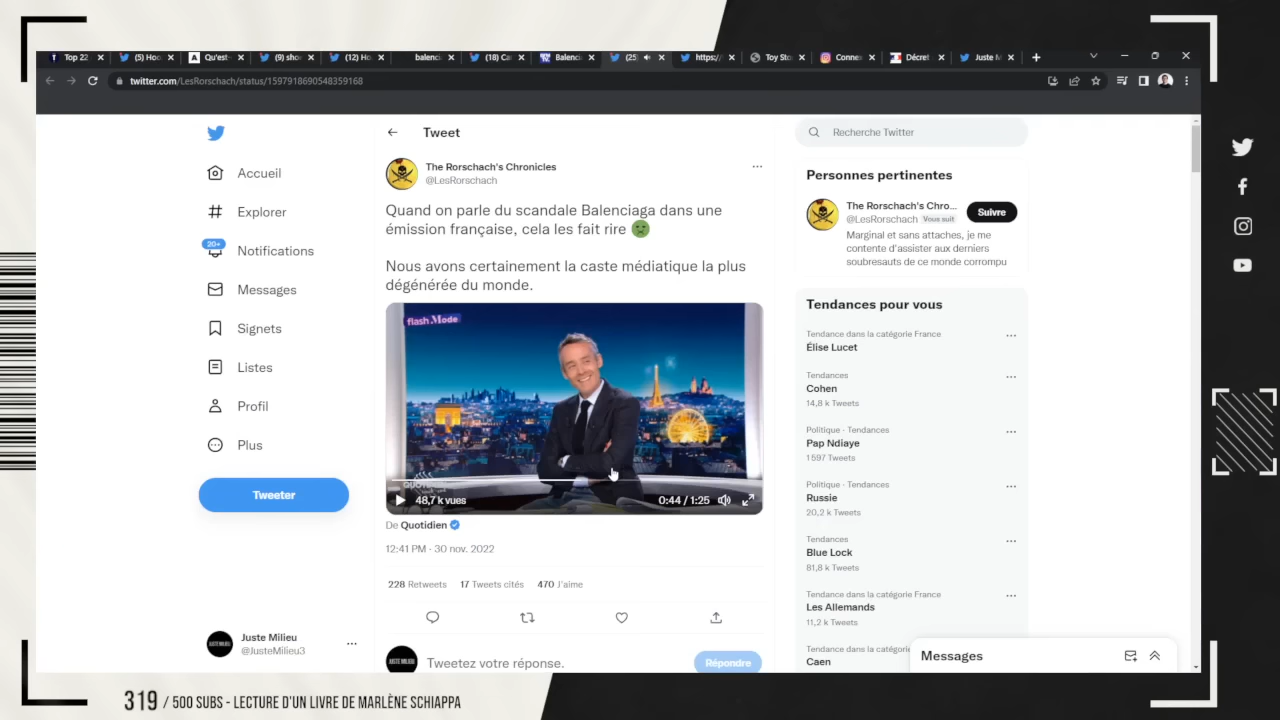 Top 22
(5) Hoo
Qu'est-
(9) sho
(12) Ho
balenci
(18) Ca
Balenci
(25)
https:/
Toy Sto
Connex
Décret
Juste M
twitter.com/LesRorschach/status/1597918690548359168
Tweet
Recherche Twitter
Accueil
Explorer
20+
Notifications
Messages
Signets
Listes
Profil
Plus
Tweeter
Juste Milieu
@JusteMilieu3
The Rorschach's Chronicles
@LesRorschach
Quand on parle du scandale Balenciaga dans une
émission française, cela les fait rire
Nous avons certainement la caste médiatique la plus
dégénérée du monde.
flash Mode
QUOTIDIEN
48,7 k vues
0:44 / 1:25
De Quotidien
12:41 PM · 30 nov. 2022
228 Retweets 17 Tweets cités 470 J'aime
Tweetez votre réponse.
Répondre
Personnes pertinentes
The Rorschach's Chro...
@LesRorschach Vous suit
Suivre
Marginal et sans attaches, je me
contente d'assister aux derniers
soubresauts de ce monde corrompu
Tendances pour vous
Tendance dans la catégorie France
Élise Lucet
Tendances
Cohen
14,8 k Tweets
Politique · Tendances
Pap Ndiaye
1 597 Tweets
Politique · Tendances
Russie
20,2 k Tweets
Tendances
Blue Lock
81,8 k Tweets
Tendance dans la catégorie France
Les Allemands
11,2 k Tweets
Tendance dans la catégorie
Caen
Messages
319 / 500 SUBS - LECTURE D'UN LIVRE DE MARLÈNE SCHIAPPA